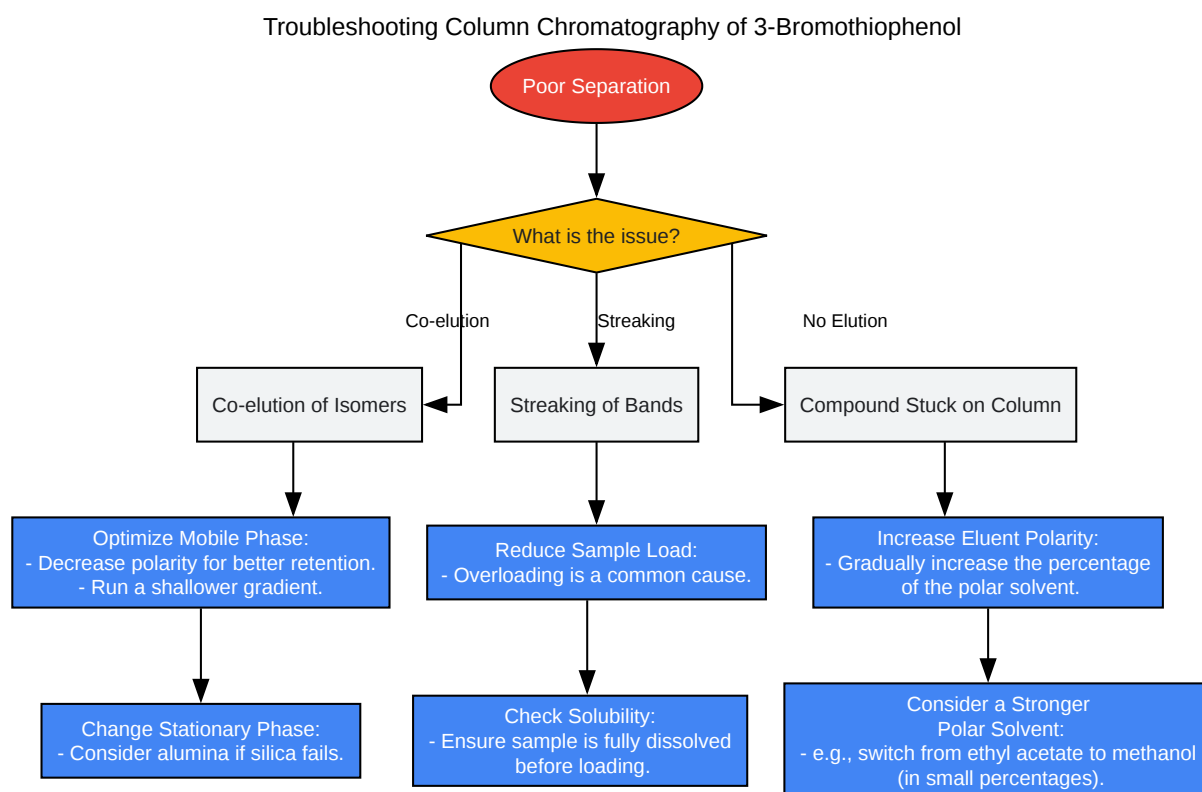 Troubleshooting Column Chromatography of 3-Bromothiophenol
Poor Separation
What is the issue?
Co-elution
Streaking
No Elution
Co-elution of Isomers
Streaking of Bands
Compound Stuck on Column
Optimize Mobile Phase:
- Decrease polarity for better retention.
- Run a shallower gradient.
Reduce Sample Load:
- Overloading is a common cause.
Increase Eluent Polarity:
- Gradually increase the percentage
of the polar solvent.
Change Stationary Phase:
- Consider alumina if silica fails.
Check Solubility:
- Ensure sample is fully dissolved
before loading.
Consider a Stronger
Polar Solvent:
- e.g., switch from ethyl acetate to methanol
(in small percentages).